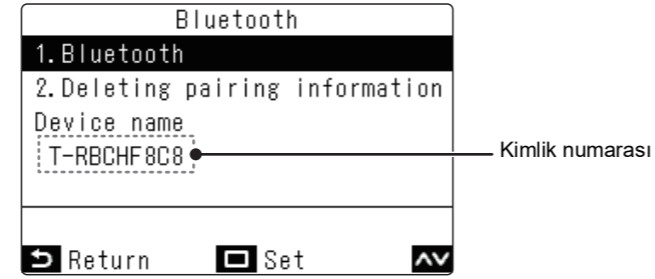 Bluetooth
1.Bluetooth
2.Deleting pairing information
Device name
T-RBCHF8C8
Kimlik numarası
Return Set